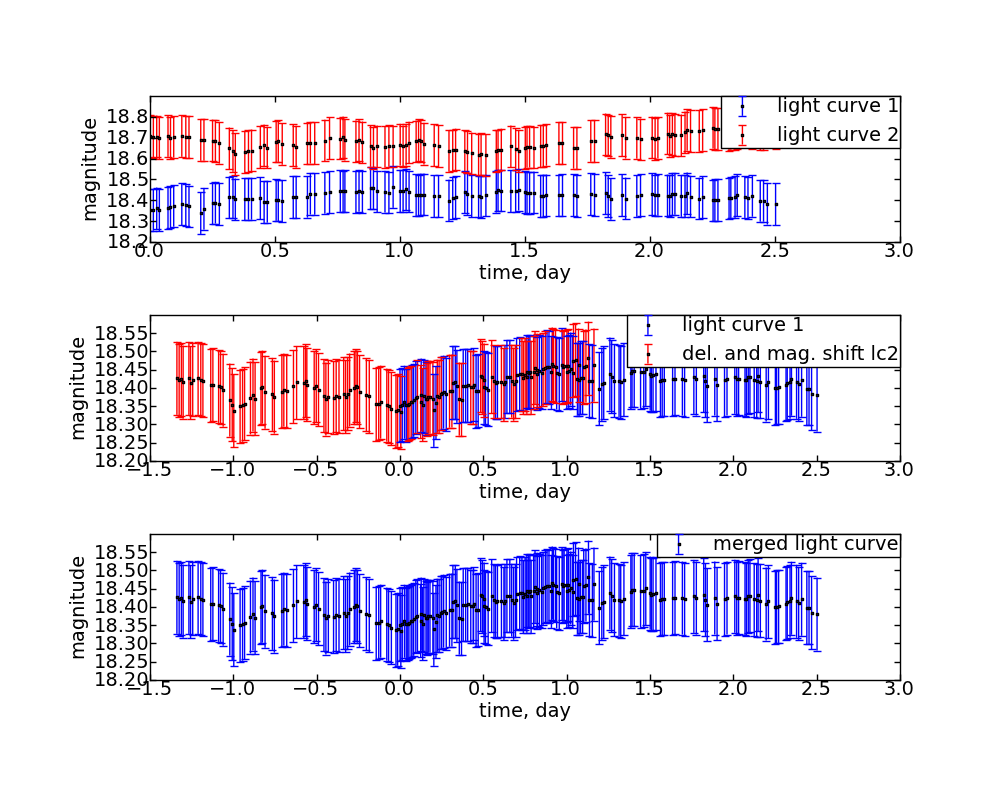 light curve 1
light curve 2
magnitude
18.8
18.7
18.6
18.5
18.4
18.3
18.2
0.0 0.5 1.0 1.5 2.0 2.5 3.0
time, day
light curve 1
del. and mag. shift lc2
magnitude
18.55
18.50
18.45
18.40
18.35
18.30
18.25
18.20
−1.5 −1.0 −0.5 0.0 0.5 1.0 1.5 2.0 2.5 3.0
time, day
merged light curve
magnitude
18.55
18.50
18.45
18.40
18.35
18.30
18.25
18.20
−1.5 −1.0 −0.5 0.0 0.5 1.0 1.5 2.0 2.5 3.0
time, day